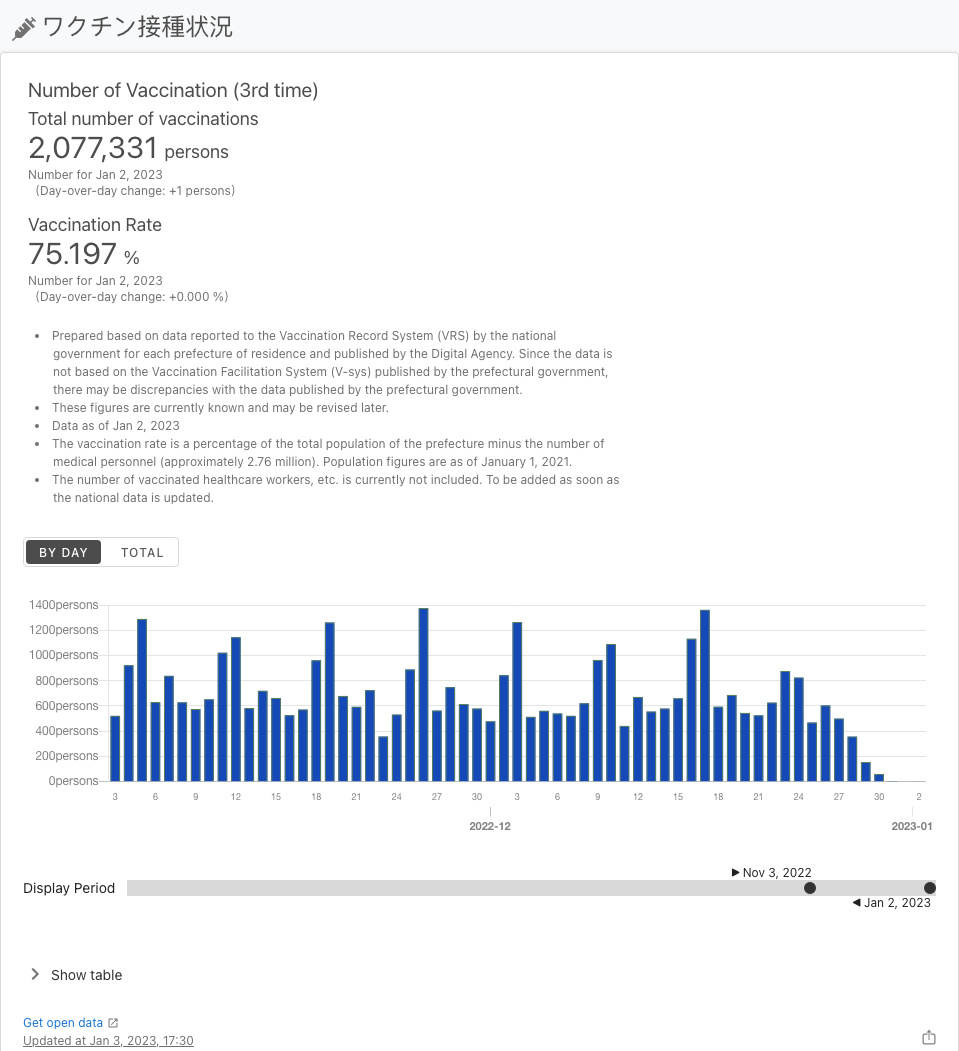 ワクチン接種状況
Number of Vaccination (3rd time)
Total number of vaccinations
2,077,331 persons
Number for Jan 2, 2023
(Day-over-day change: +1 persons)
Vaccination Rate
75.197 %
Number for Jan 2, 2023
(Day-over-day change: +0.000 %)
• Prepared based on data reported to the Vaccination Record System (VRS) by the national
government for each prefecture of residence and published by the Digital Agency. Since the data is
not based on the Vaccination Facilitation System (V-sys) published by the prefectural government,
there may be discrepancies with the data published by the prefectural government.
• These figures are currently known and may be revised later.
• Data as of Jan 2, 2023
• The vaccination rate is a percentage of the total population of the prefecture minus the number of
medical personnel (approximately 2.76 million). Population figures are as of January 1, 2021.
• The number of vaccinated healthcare workers, etc. is currently not included. To be added as soon as
the national data is updated.
BY DAY TOTAL
1400persons
1200persons
1000persons
800persons
600persons
400persons
200persons
0persons
3 6 9 12 15 18 21 24 27 30 3 6 9 12 15 18 21 24 27 30 2
2022-12 2023-01
Nov 3, 2022
Display Period
Jan 2, 2023
Show table
Get open data
Updated at Jan 3, 2023, 17:30